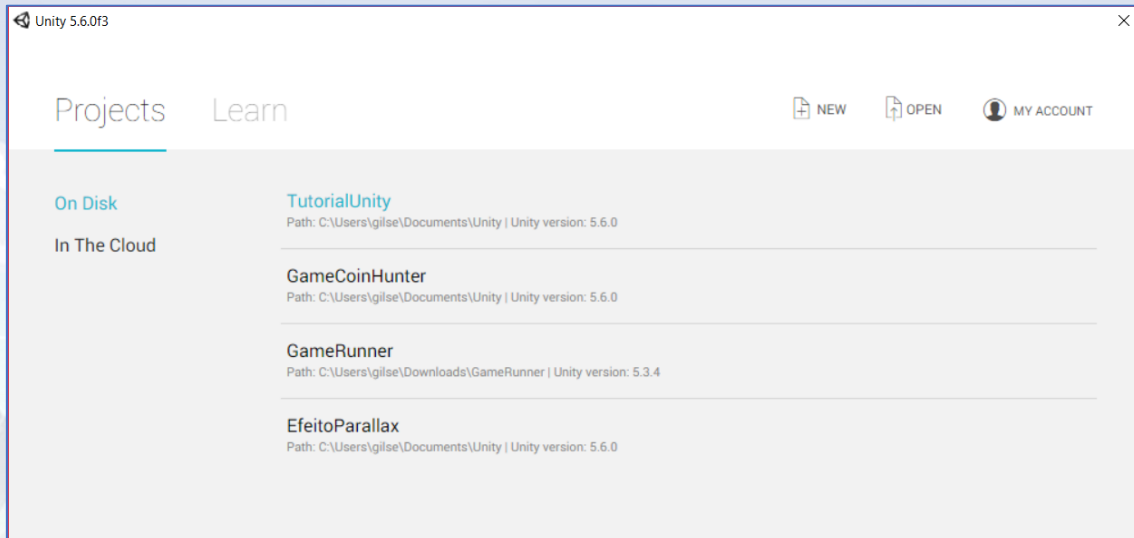 Unity 5.6.0f3
Projects
Learn
NEW
OPEN
MY ACCOUNT
On Disk
In The Cloud
TutorialUnity
Path: C:\Users\gilse\Documents\Unity | Unity version: 5.6.0
GameCoinHunter
Path: C:\Users\gilse\Documents\Unity | Unity version: 5.6.0
GameRunner
Path: C:\Users\gilse\Downloads\GameRunner | Unity version: 5.3.4
EfeitoParallax
Path: C:\Users\gilse\Documents\Unity | Unity version: 5.6.0